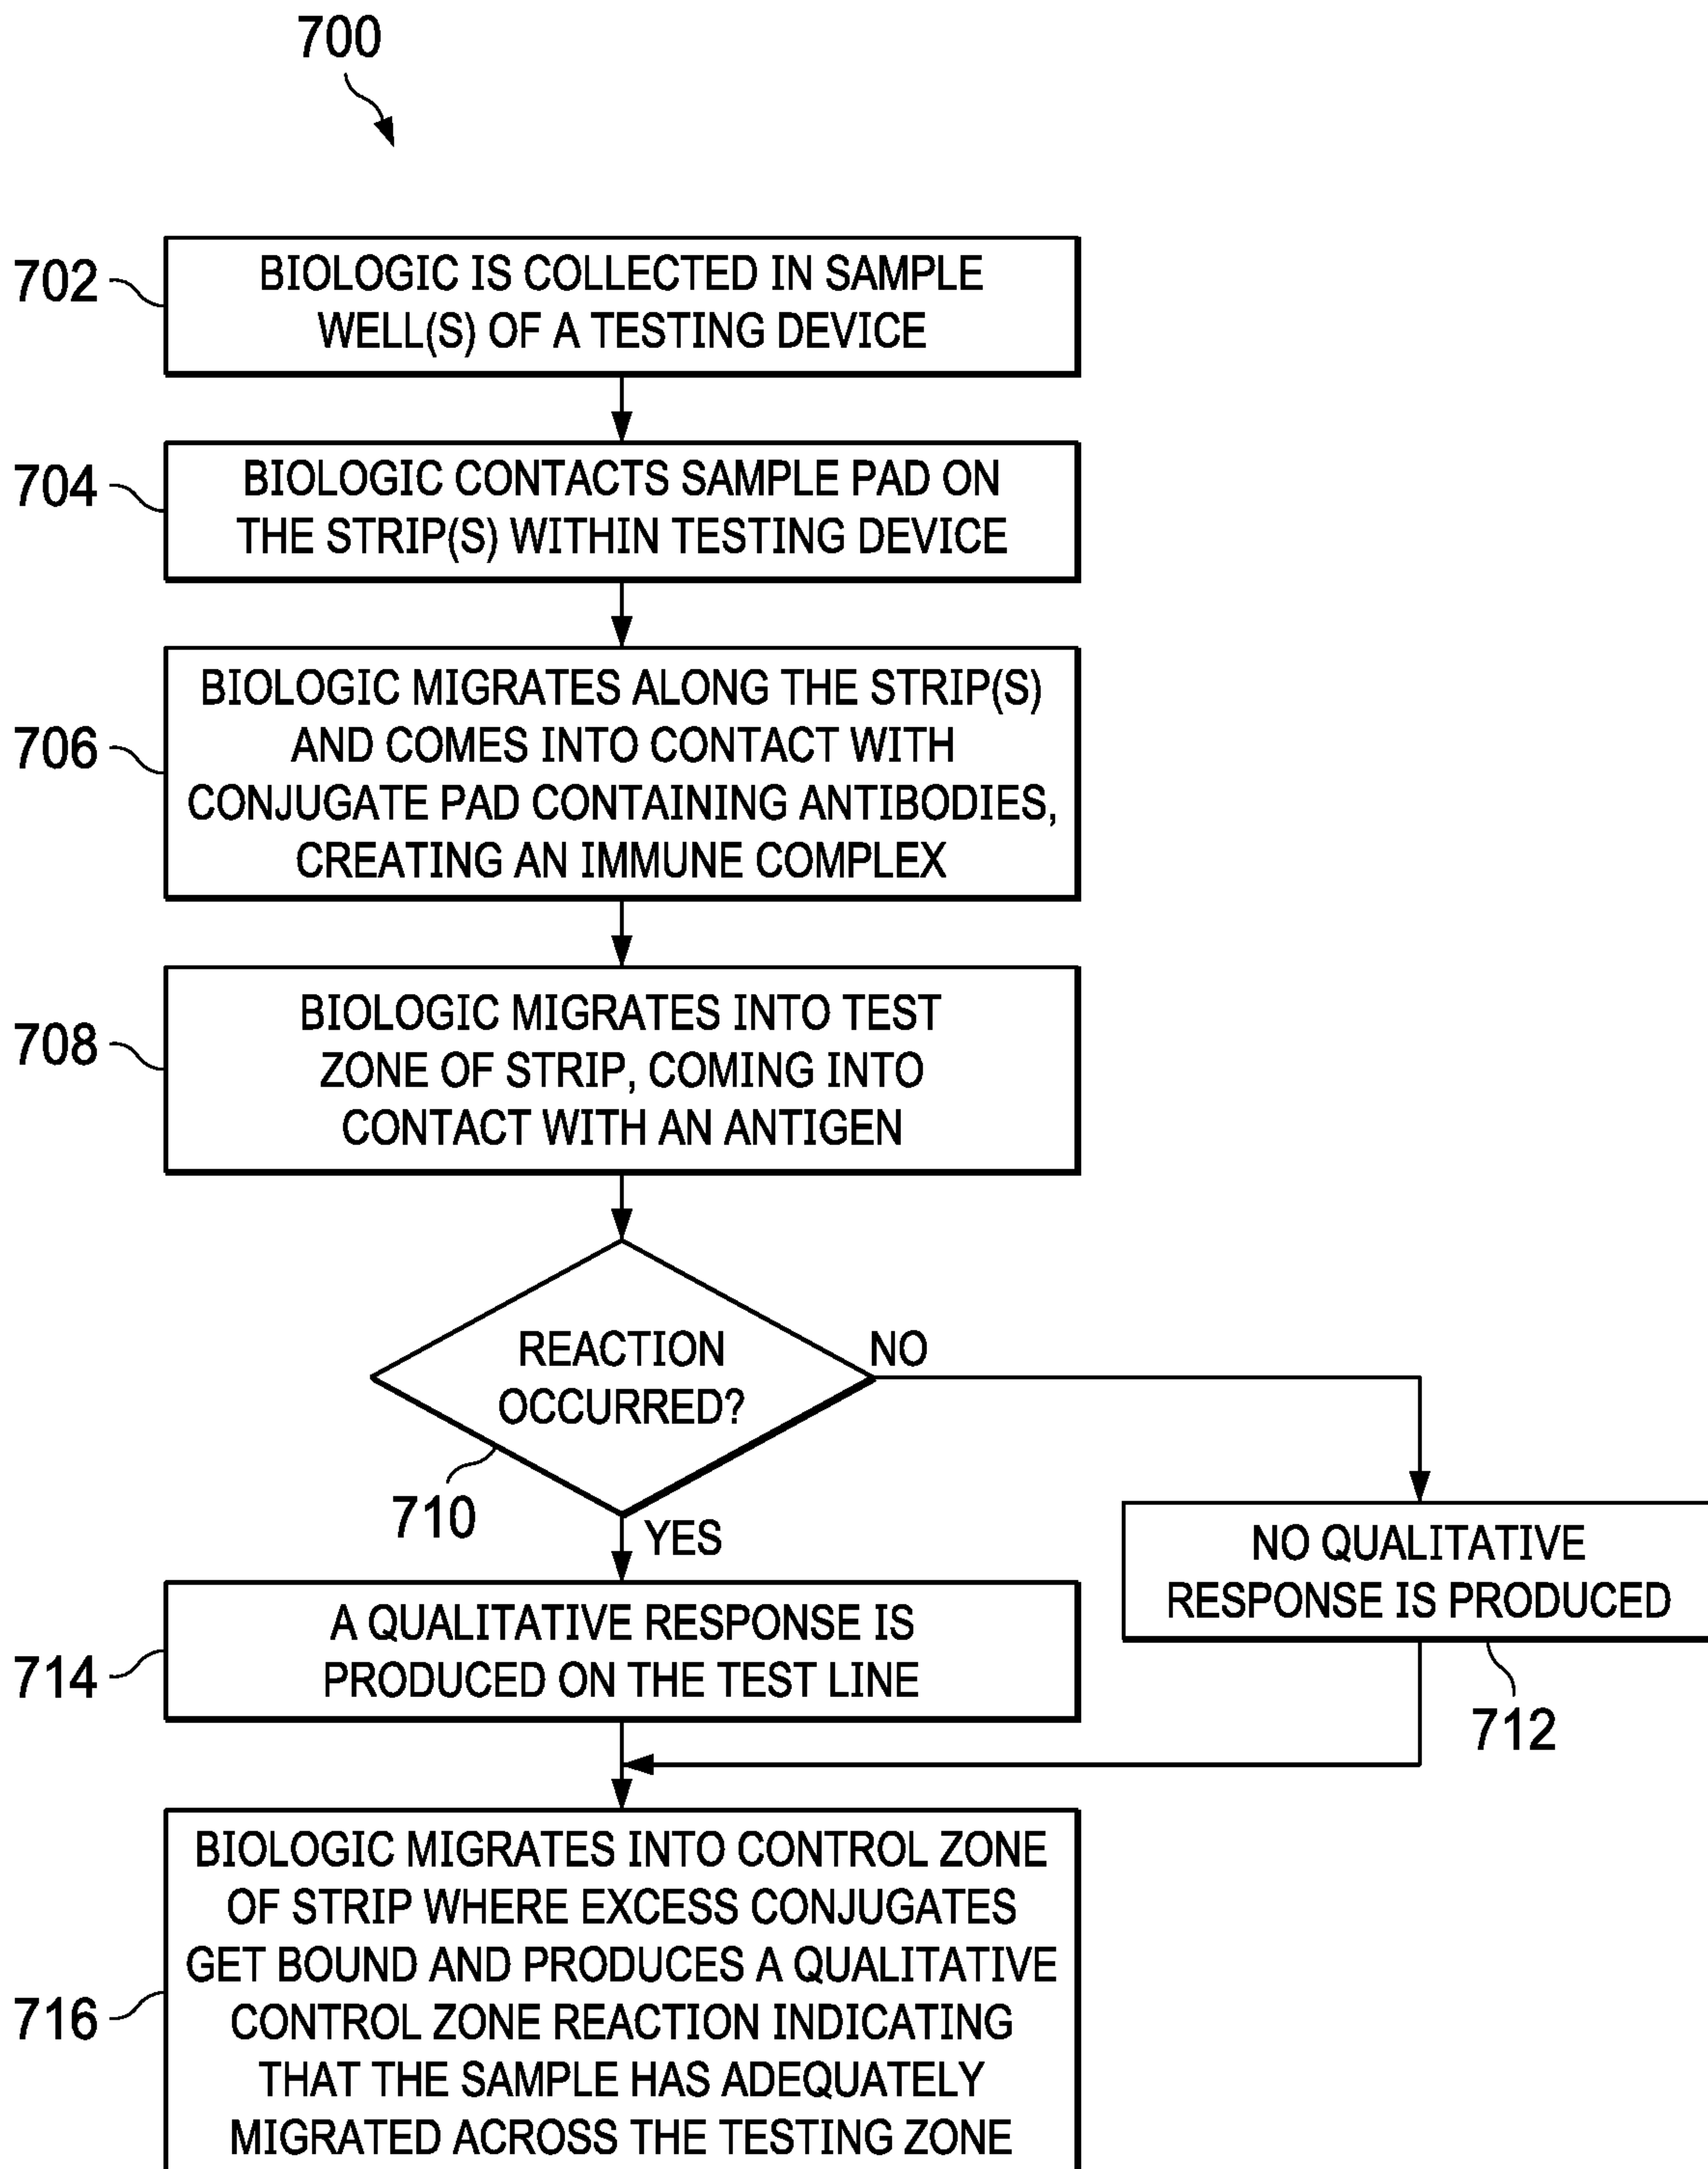 700
702
BIOLOGIC IS COLLECTED IN SAMPLE
WELL(S) OF A TESTING DEVICE
704
BIOLOGIC CONTACTS SAMPLE PAD ON
THE STRIP(S) WITHIN TESTING DEVICE
706
BIOLOGIC MIGRATES ALONG THE STRIP(S)
AND COMES INTO CONTACT WITH
CONJUGATE PAD CONTAINING ANTIBODIES,
CREATING AN IMMUNE COMPLEX
708
BIOLOGIC MIGRATES INTO TEST
ZONE OF STRIP, COMING INTO
CONTACT WITH AN ANTIGEN
REACTION
OCCURRED?
NO
710
YES
NO QUALITATIVE
RESPONSE IS PRODUCED
712
714
A QUALITATIVE RESPONSE IS
PRODUCED ON THE TEST LINE
716
BIOLOGIC MIGRATES INTO CONTROL ZONE
OF STRIP WHERE EXCESS CONJUGATES
GET BOUND AND PRODUCES A QUALITATIVE
CONTROL ZONE REACTION INDICATING
THAT THE SAMPLE HAS ADEQUATELY
MIGRATED ACROSS THE TESTING ZONE